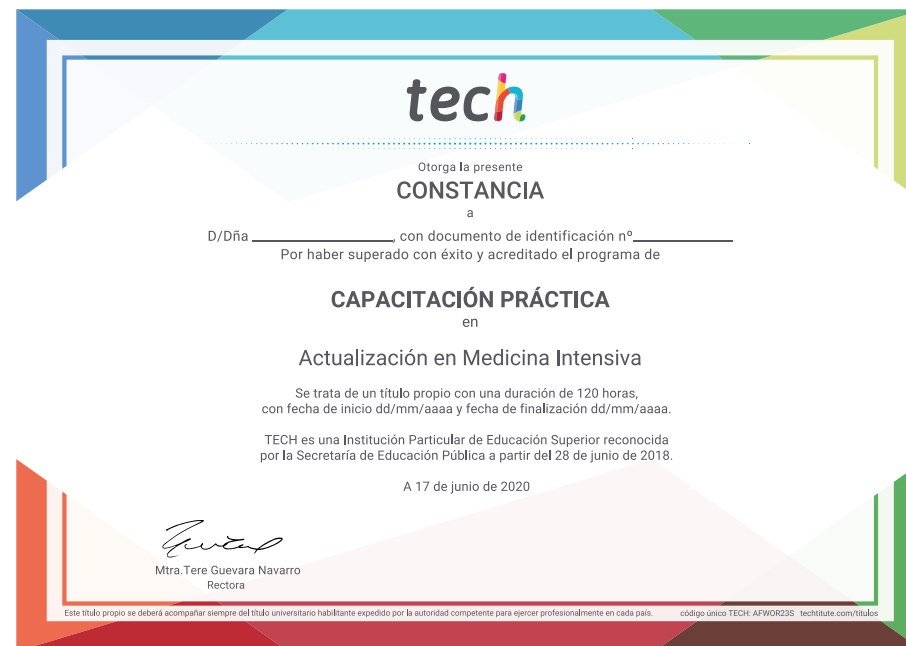 tech
Otorga la presente
CONSTANCIA
a
D/Dña ____________, con documento de identificación nº____________
Por haber superado con éxito y acreditado el programa de
CAPACITACIÓN PRÁCTICA
en
Actualización en Medicina Intensiva
Se trata de un título propio con una duración de 120 horas,
con fecha de inicio dd/mm/aaaa y fecha de finalización dd/mm/aaaa.
TECH es una Institución Particular de Educación Superior reconocida
por la Secretaría de Educación Pública a partir del 28 de junio de 2018.
A 17 de junio de 2020
Mtra.Tere Guevara Navarro
Rectora
Este título propio se deberá acompañar siempre del título universitario habilitante expedido por la autoridad competente para ejercer profesionalmente en cada país. código único TECH: AFWOR23S techtitute.com/títulos